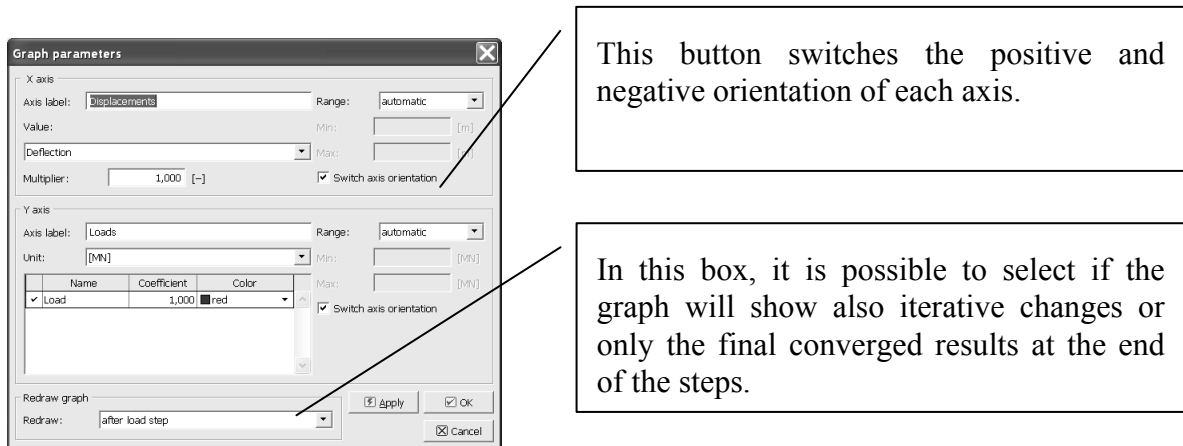 Graph parameters
X axis
Axis label: Displacements Range: automatic
Value: Min: [m]
Deflection Max: [m]
Multiplier: 1,000 [-] Switch axis orientation
Y axis
Axis label: Loads Range: automatic
Unit: [MN] Min: [MN]
Name Coefficient Color Max: [MN]
Load 1,000 red
Switch axis orientation
Redraw graph
Apply OK
Redraw: after load step
Cancel
This button switches the positive and
negative orientation of each axis.
In this box, it is possible to select if the
graph will show also iterative changes or
only the final converged results at the end
of the steps.